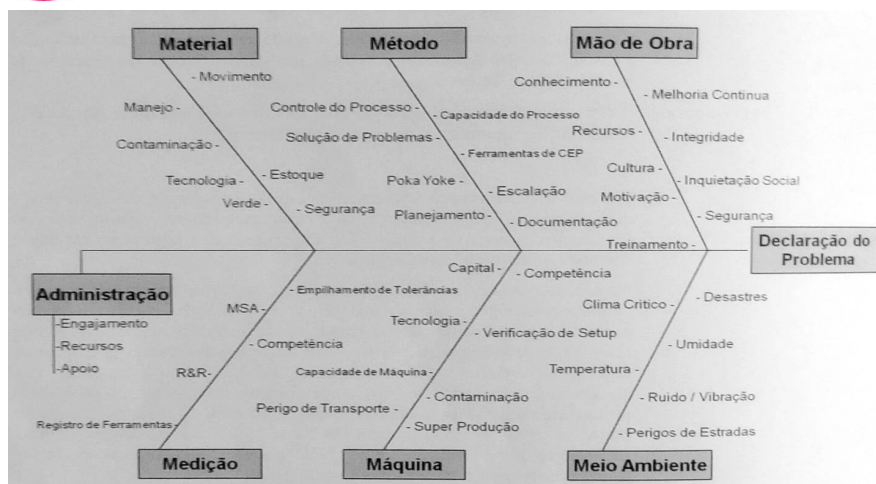 Material
- Movimento
Manejo -
Contaminação -
- Estoque
Tecnologia -
Verde -
- Segurança
Método
Controle do Processo -
- Capacidade do Processo
Solução de Problemas -
- Ferramentas de CEP
Poka Yoke -
- Escalação
Planejamento -
- Documentação
Mão de Obra
Conhecimento -
- Melhoria Continua
Recursos -
- Integridade
Cultura -
- Inquietação Social
Motivação -
- Segurança
Treinamento -
Declaração do
Problema
Administração
-Engajamento
-Recursos
-Apoio
- Empilhamento de Tolerâncias
MSA-
- Competência
R&R-
Registro de Ferramentas-
Medição
Capital -
- Competência
Tecnologia -
- Verificação de Setup
Capacidade de Maquina-
- Contaminação
Perigo de Transporte -
- Super Produção
Máquina
- Desastres
Clima Critico -
- Umidade
Temperatura -
- Ruido / Vibração
- Perigos de Estradas
Meio Ambiente